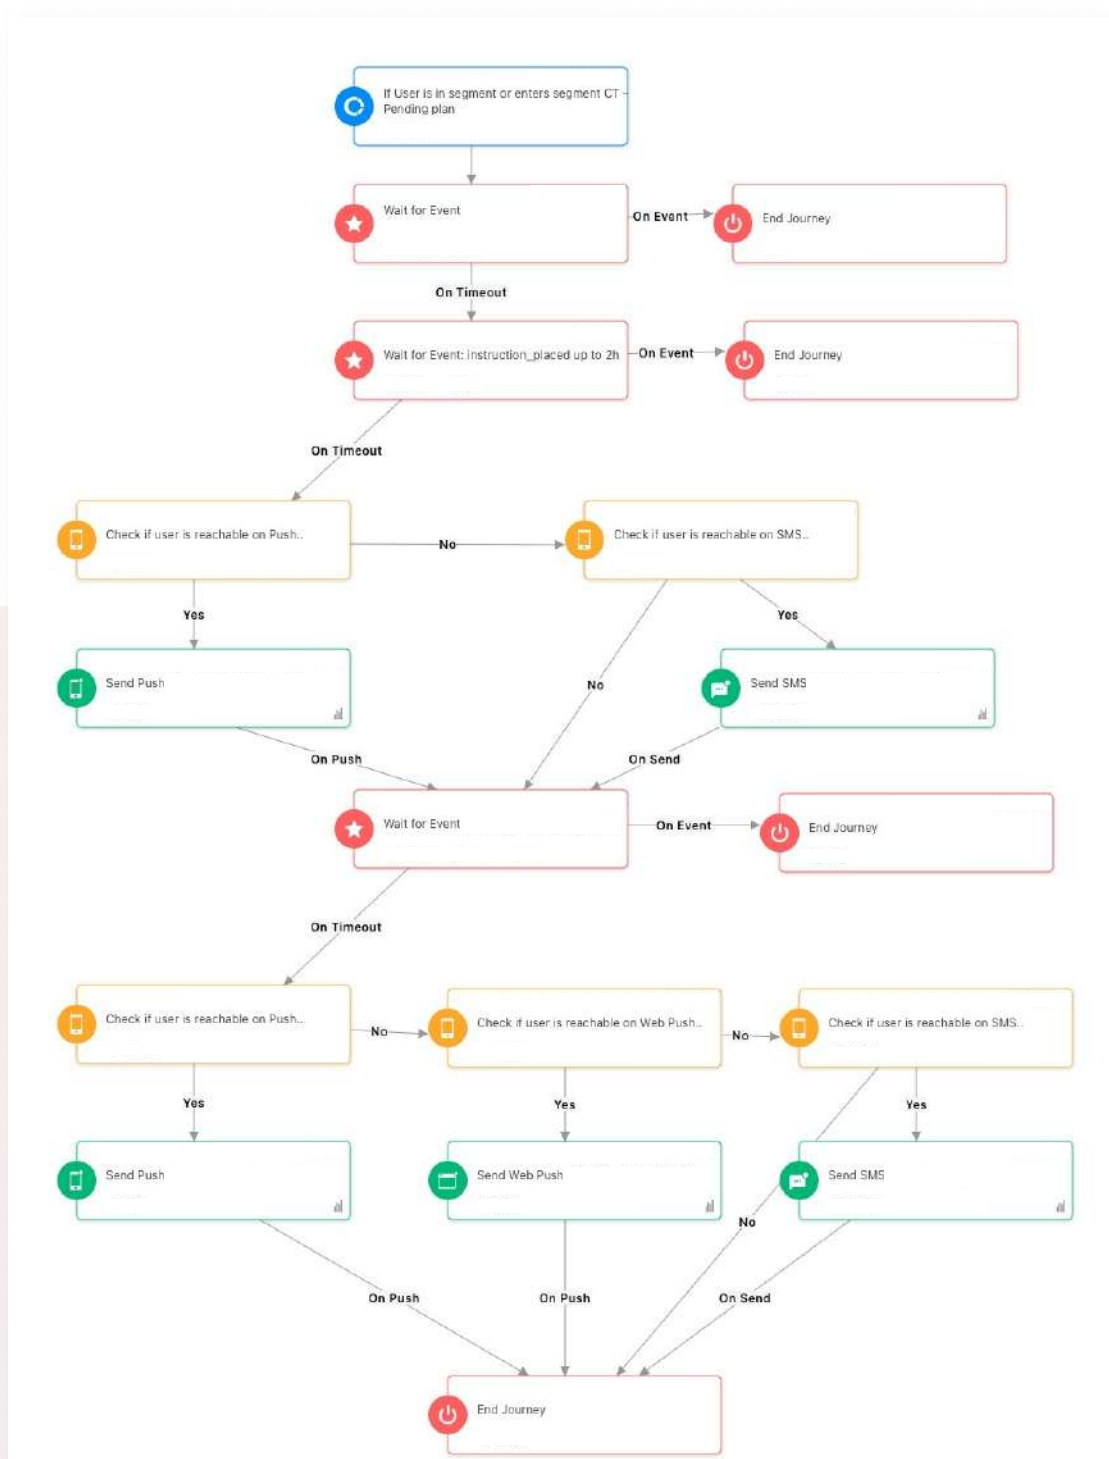 If User is in segment or enters segment CT -
Pending plan
Wait for Event
On Event
End Journey
On Timeout
Wait for Event: instruction_placed up to 2h
On Event
End Journey
On Timeout
Check if user is reachable on Push..
No
Check if user is reachable on SMS..
Yes
Yes
No
Send Push
Send SMS
On Push
On Send
Wait for Event
On Event
End Journey
On Timeout
Check if user is reachable on Push..
No
Check if user is reachable on Web Push..
No
Check if user is reachable on SMS..
Yes
Yes
Yes
Send Push
Send Web Push
Send SMS
No
On Push
On Push
On Send
End Journey